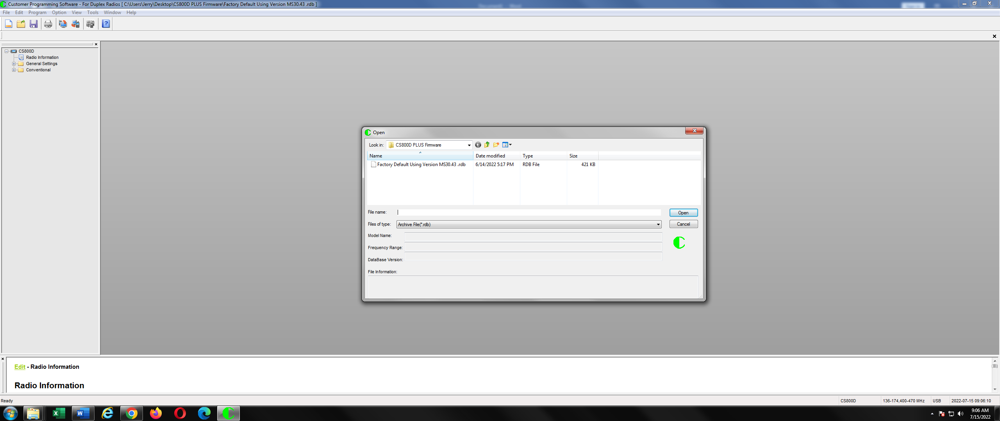 Customer Programming Software - For Duplex Radios [ C:\Users\Jerry\Desktop\CS800D PLUS Firmware\Factory Default Using Version MS30.43 .rdb ]
File Edit Program Option View Tools Window Help
CS800D
Radio Information
General Settings
Conventional
Open
Look in: CS800D PLUS Firmware
Name Date modified Type Size
Factory Default Using Version MS30.43 .rdb 6/14/2022 5:17 PM RDB File 421 KB
File name: Open
Files of type: Archive File(*.rdb) Cancel
Model Name:
Frequency Range:
DataBase Version:
File Information:
Edit - Radio Information
Radio Information
Ready CS800D 136-174,400-470 MHz USB 2022-07-15 09:06:10
9:06 AM
7/15/2022